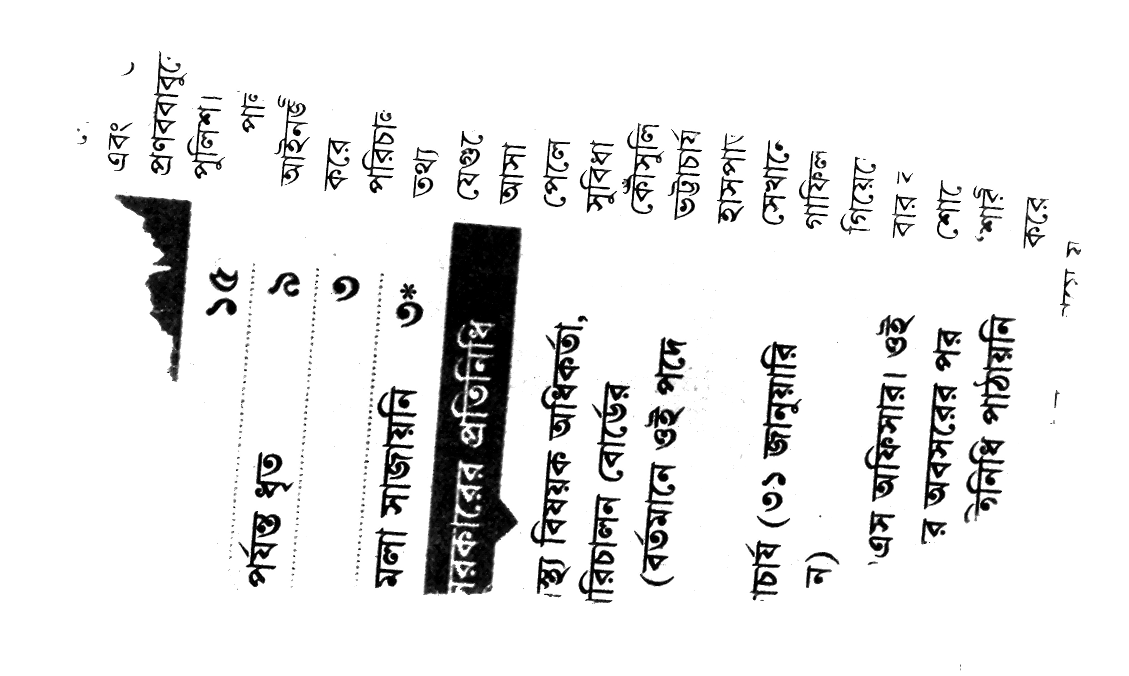 ১৫
পর্যন্ত ধৃত ৯
৩
মলা সাজায়নি ৩*
রকারের প্রতিনিধি
স্থ্য বিষয়ক অধিকর্তা,
রিচালন বোর্ডের
(বর্তমানে ওই পদে
চার্য (৩১ জানুয়ারি
ন)
এস অফিসার। ওই
র অবসরের পর
তিনিধি পাঠায়নি
এবং
প্রণববাবুকে
পুলিশ।
পা
আইনর্জ
করে
পরিচাল
তথ্য
যেগুে
আসা
পেলে
সুবিধা
কৌঁসুলি
ভট্টাচার্য
হাসপাত
সেখানে
গাফিল
গিয়েছে
বার
শো
শার্র
করে